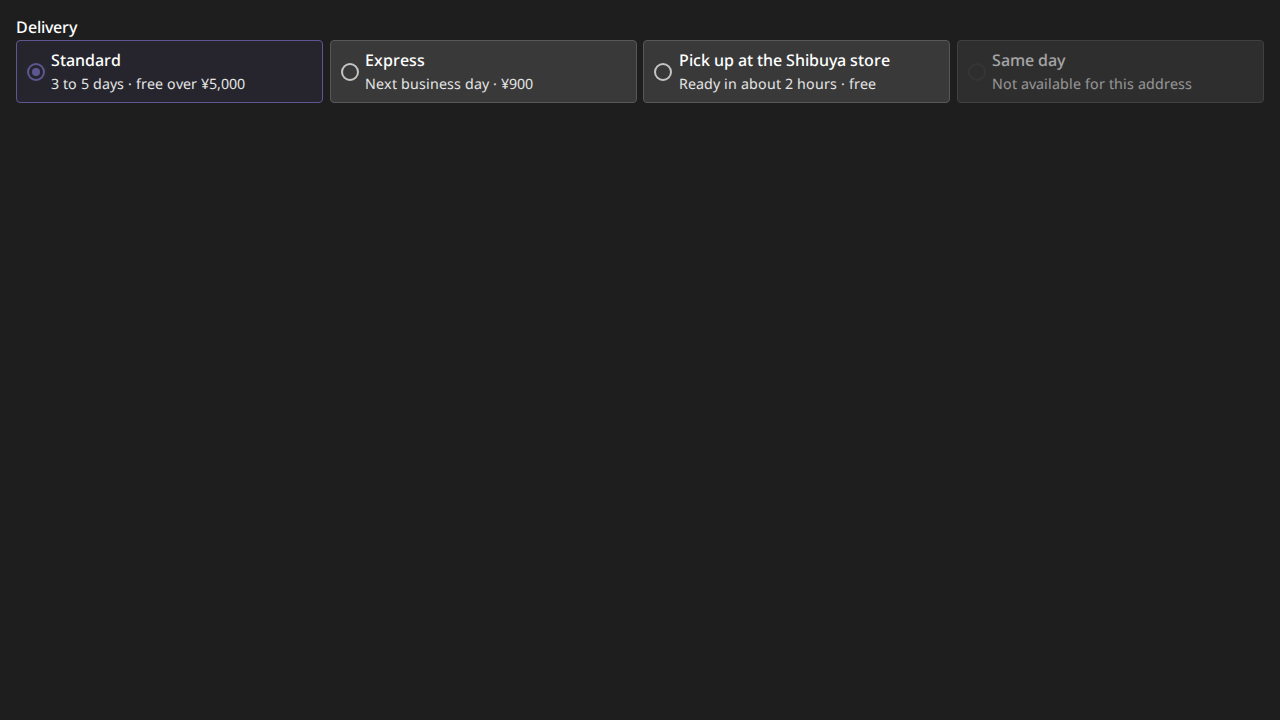 Delivery
Standard
3 to 5 days · free over ¥5,000
Express
Next business day · ¥900
Pick up at the Shibuya store
Ready in about 2 hours · free
Same day
Not available for this address